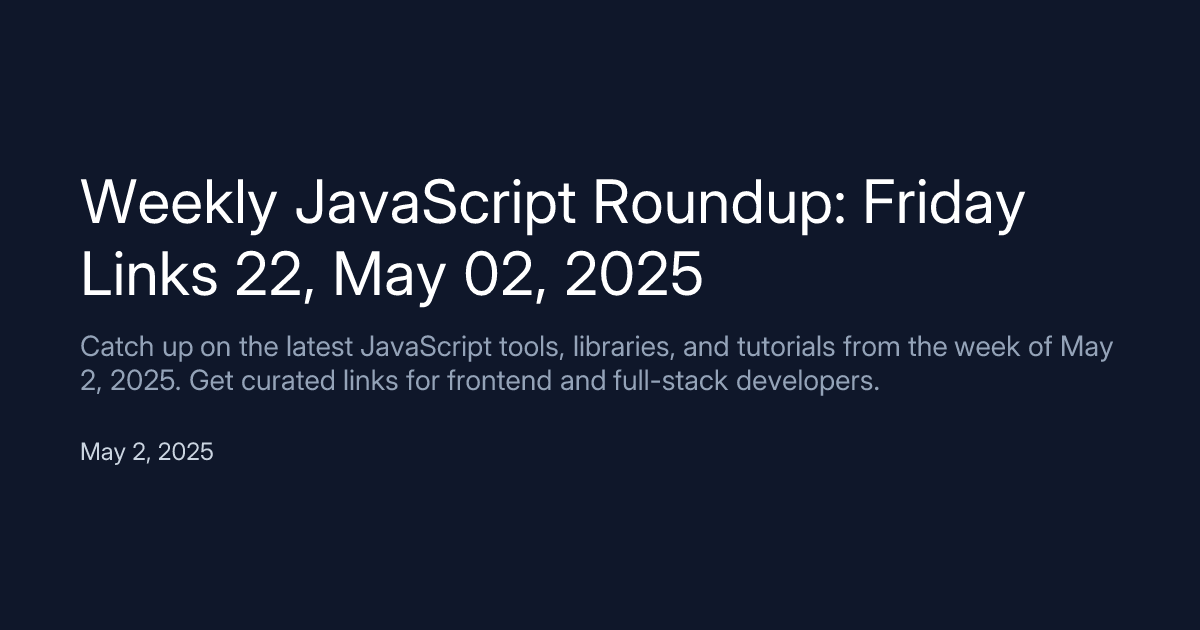 Weekly JavaScript Roundup: Friday
Links 22, May 02, 2025
Catch up on the latest JavaScript tools, libraries, and tutorials from the week of May
2, 2025. Get curated links for frontend and full-stack developers.
May 2, 2025